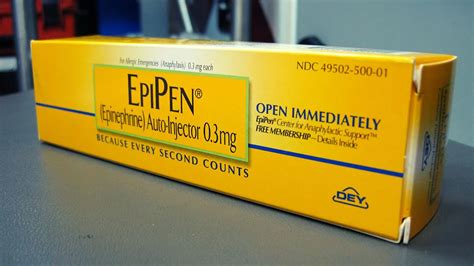 For Allergic Emergencies (Anaphylaxis) 0.3 mg each
EPIPEN®
(Epinephrine) Auto-Injector 0.3mg
BECAUSE EVERY SECOND COUNTS
NDC 49502-500-01
OPEN IMMEDIATELY
EpiPen® Center for Anaphylactic Support™
FREE MEMBERSHIP – Details Inside
DEY